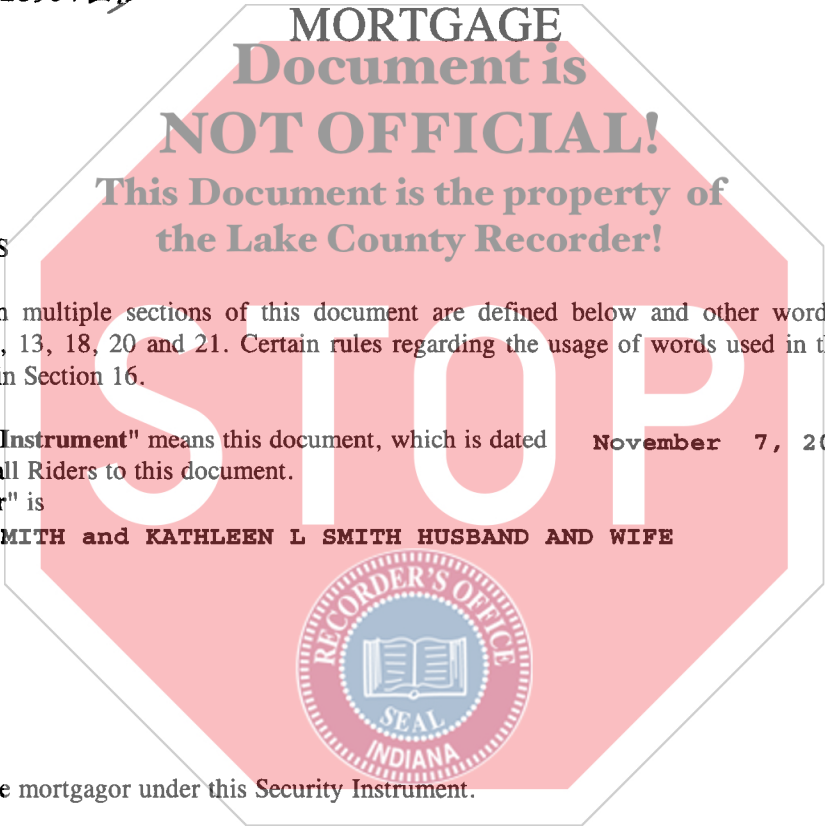 MORTGAGE
Document is
NOT OFFICIAL!
This Document is the property of
the Lake County Recorder!
S
multiple sections of this document are defined below and other word
, 13, 18, 20 and 21. Certain rules regarding the usage of words used in
in Section 16.
Instrument" means this document, which is dated November 7, 20
all Riders to this document.
r" is
MITH and KATHLEEN L SMITH HUSBAND AND WIFE
STOP
RECORDER'S OFFICE
SEAL
INDIANA
e mortgagor under this Security Instrument.